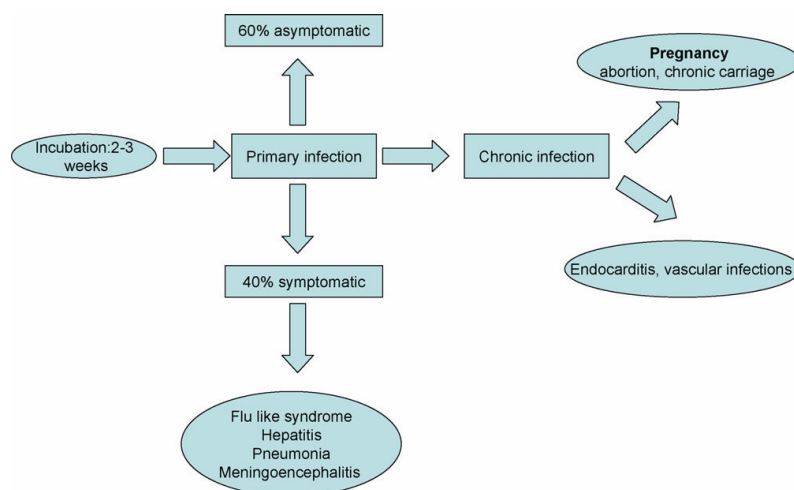 60% asymptomatic
Pregnancy
abortion, chronic carriage
Incubation:2-3
weeks
Primary infection
Chronic infection
40% symptomatic
Endocarditis, vascular infections
Flu like syndrome
Hepatitis
Pneumonia
Meningoencephalitis